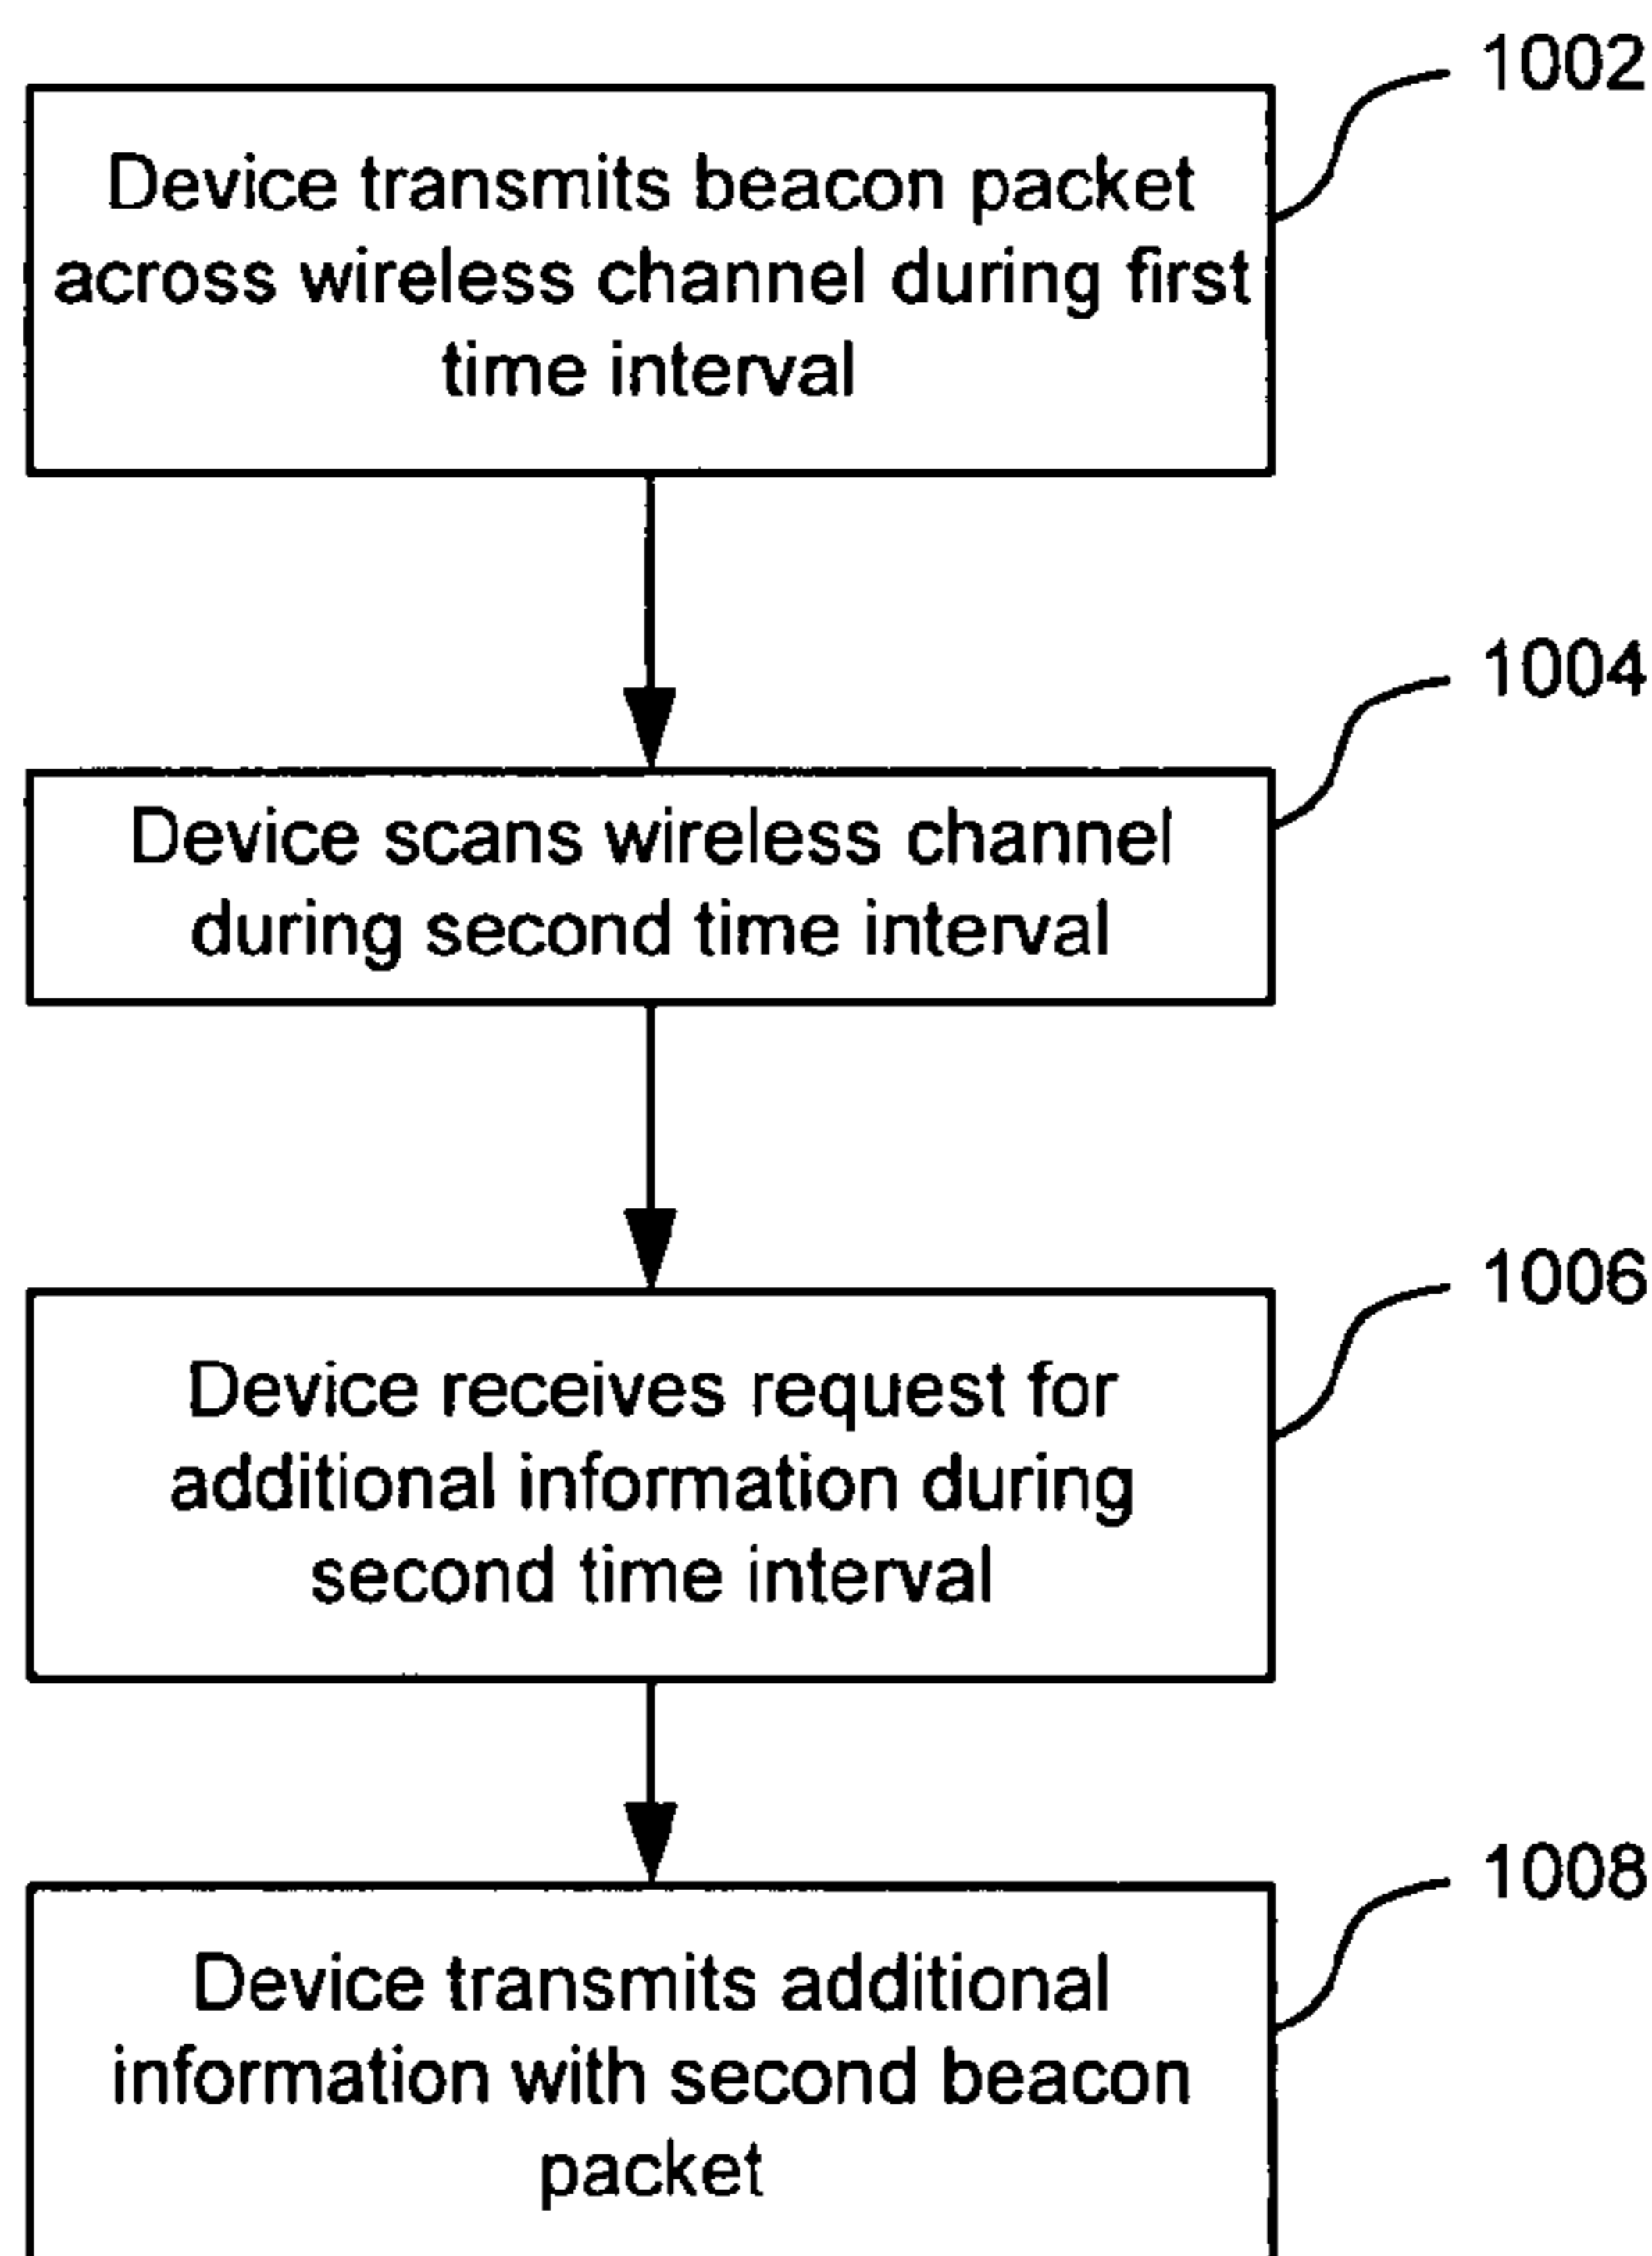 1002
Device transmits beacon packet
across wireless channel during first
time interval
1004
Device scans wireless channel
during second time interval
1006
Device receives request for
additional information during
second time interval
1008
Device transmits additional
information with second beacon
packet